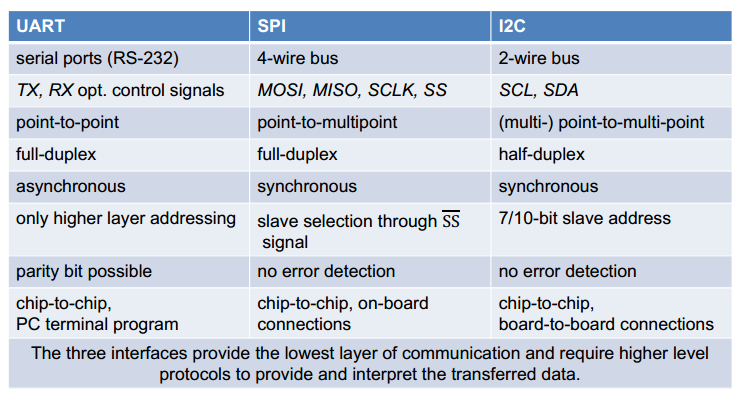 UART SPI I2C
serial ports (RS-232) 4-wire bus 2-wire bus
TX, RX opt. control signals MOSI, MISO, SCLK, SS SCL, SDA
point-to-point point-to-multipoint (multi-) point-to-multi-point
full-duplex full-duplex half-duplex
asynchronous synchronous synchronous
only higher layer addressing slave selection through S̅S̅ 7/10-bit slave address
signal
parity bit possible no error detection no error detection
chip-to-chip, chip-to-chip, on-board chip-to-chip,
PC terminal program connections board-to-board connections
The three interfaces provide the lowest layer of communication and require higher level
protocols to provide and interpret the transferred data.